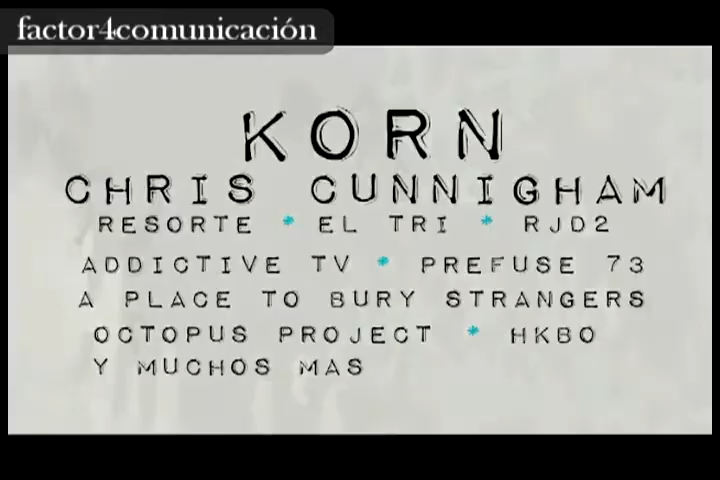 factor4comunicación
KORN
CHRIS CUNNIGHAM
RESORTE * EL TRI * RJD2
ADDICTIVE TV * PREFUSE 73
A PLACE TO BURY STRANGERS
OCTOPUS PROJECT * HKBO
Y MUCHOS MAS